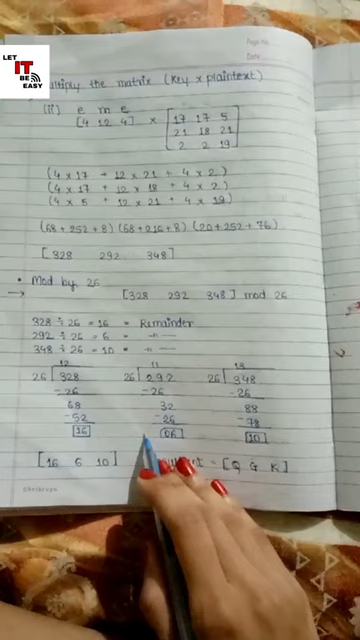 LET
IT
BE
EASY
Page No.
Date
Multiply the matrix (Key x plaintext)
(ii) e m e
[4 12 4] × [17 17 5
21 18 21
2 2 19]
(4 x 17 + 12 x 21 + 4 x 2)
(4 x 17 + 12 x 18 + 4 x 2)
(4 x 5 + 12 x 21 + 4 x 19)
(68 + 252 + 8) (68 + 216 + 8) (20 + 252 + 76)
[328 292 348]
• Mod by 26
→ [328 292 348] mod 26
328 ÷ 26 = 16 = Remainder
292 ÷ 26 = 6 = -11-
348 ÷ 26 = 10 = -11-
12 11 13
26 328 26 292 26 348
-26 -26 -26
68 32 88
-52 -26 -78
16 06 10
[16 6 10] = [Q G K]